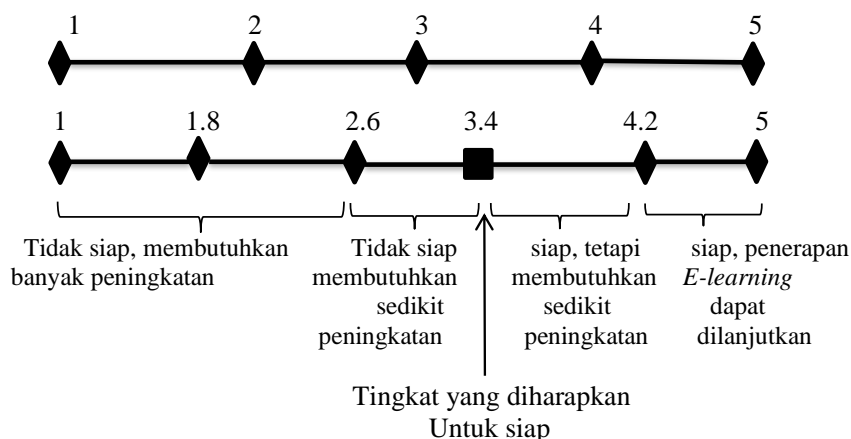 1 2 3 4 5
1 1.8 2.6 3.4 4.2 5
Tidak siap, membutuhkan
banyak peningkatan
Tidak siap
membutuhkan
sedikit
peningkatan
siap, tetapi
membutuhkan
sedikit
peningkatan
siap, penerapan
E-learning
dapat
dilanjutkan
Tingkat yang diharapkan
Untuk siap